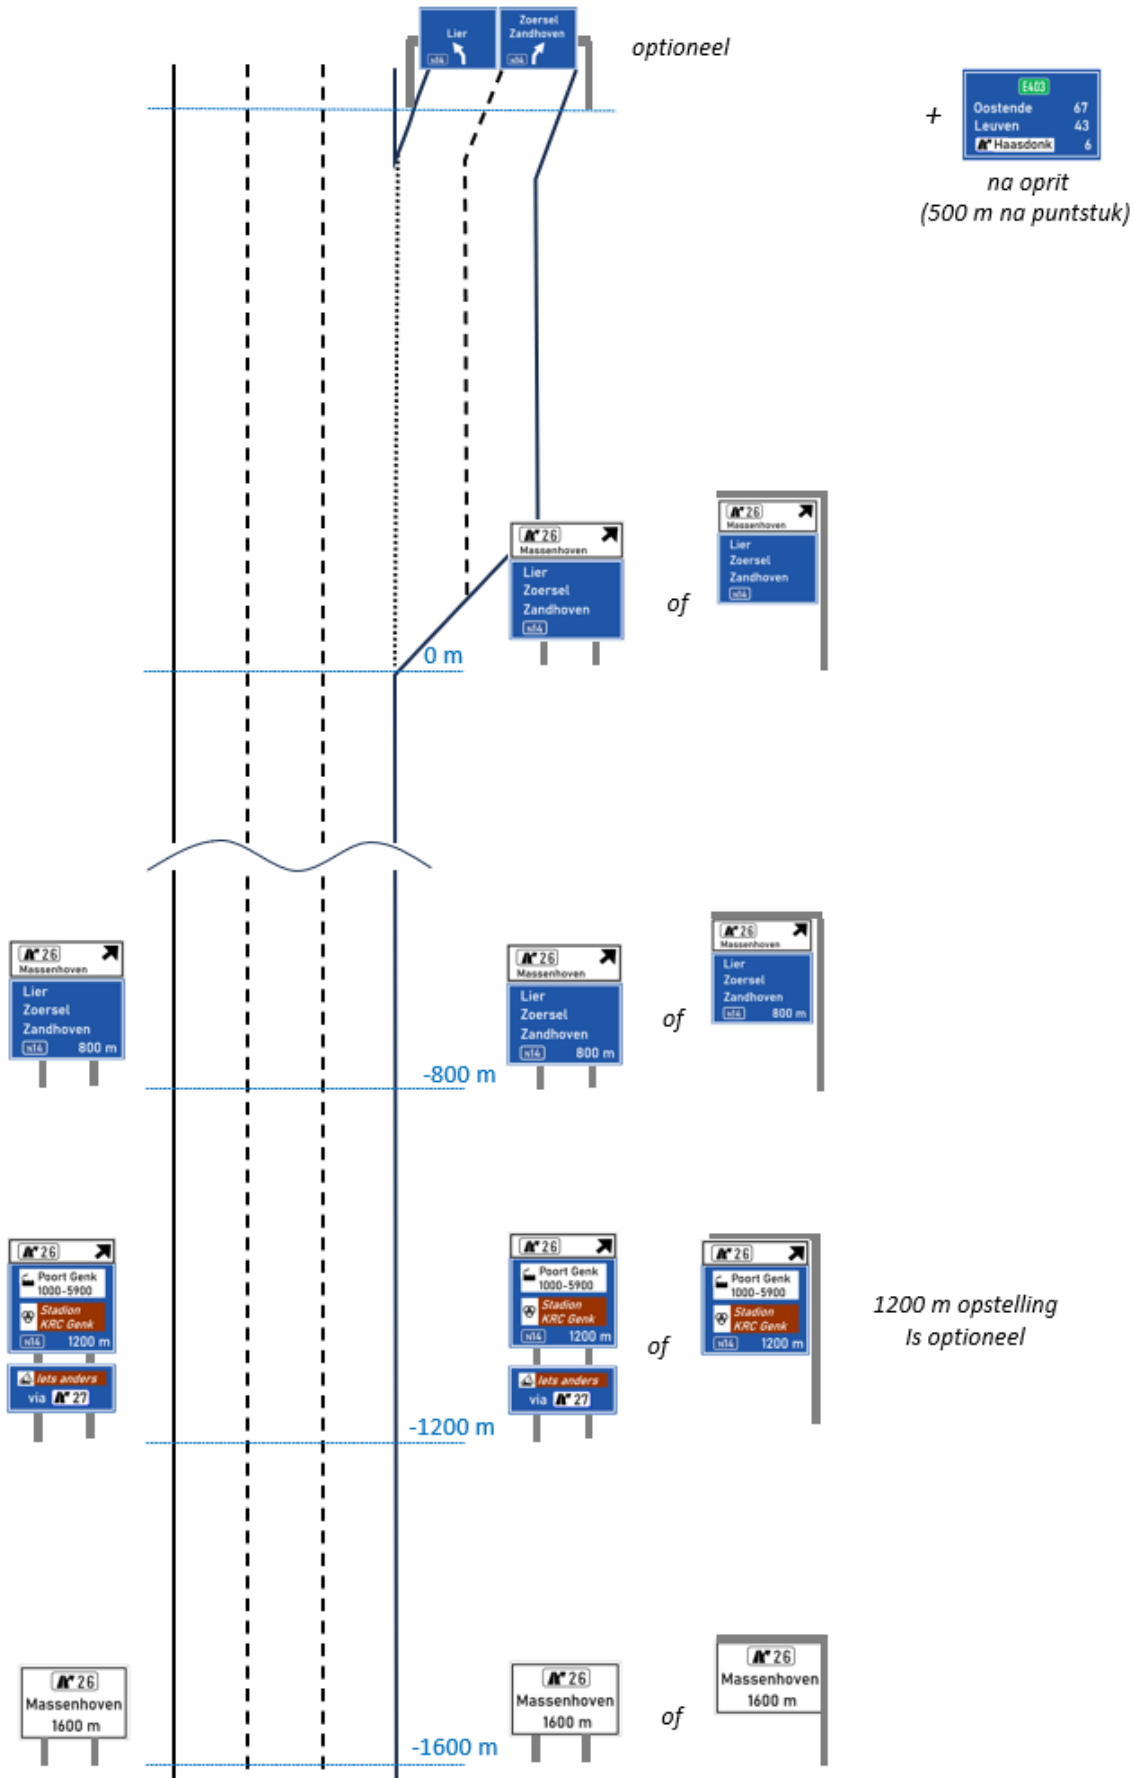 Lier
N14
Zoersel
Zandhoven
N14
optioneel
+
E403
Oostende 67
Leuven 43
Haasdonk 6
na oprit
(500 m na puntstuk)
26
Massenhoven
Lier
Zoersel
Zandhoven
N14
of
26
Massenhoven
Lier
Zoersel
Zandhoven
N14
0 m
26
Massenhoven
Lier
Zoersel
Zandhoven
N14 800 m
26
Massenhoven
Lier
Zoersel
Zandhoven
N14 800 m
of
26
Massenhoven
Lier
Zoersel
Zandhoven
N14 800 m
-800 m
26
Poort Genk
1000-5900
Stadion
KRC Genk
N14 1200 m
Iets anders
via 27
26
Poort Genk
1000-5900
Stadion
KRC Genk
N14 1200 m
Iets anders
via 27
of
26
Poort Genk
1000-5900
Stadion
KRC Genk
N14 1200 m
1200 m opstelling
Is optioneel
-1200 m
26
Massenhoven
1600 m
26
Massenhoven
1600 m
of
26
Massenhoven
1600 m
-1600 m